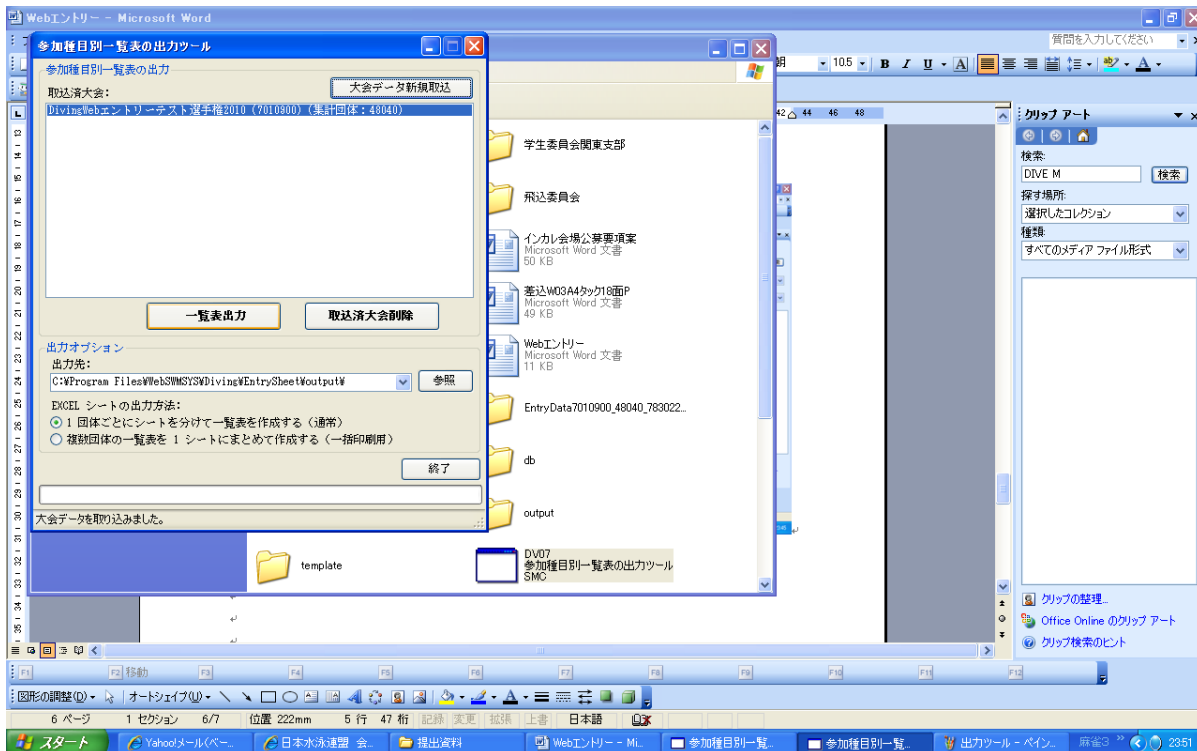 Webエントリー - Microsoft Word
質問を入力してください
参加種目別一覧表の出力ツール
10.5
B I U
A
参加種目別一覧表の出力
取込済大会:
大会データ新規取込
DivingWebエントリーテスト選手権2010 (7010900) (集計団体:48040)
一覧表出力
取込済大会削除
出力オプション
出力先:
C:¥Program Files¥WebSWMSYS¥Diving¥EntrySheet¥output¥
参照
EXCEL シートの出力方法:
1 団体ごとにシートを分けて一覧表を作成する(通常)
複数団体の一覧表を 1 シートにまとめて作成する(一括印刷用)
終了
大会データを取り込みました。
学生委員会関東支部
飛込委員会
インカレ会場公募要項案
Microsoft Word 文書
50 KB
差込W03A4タック18面P
Microsoft Word 文書
49 KB
Webエントリー
Microsoft Word 文書
11 KB
EntryData7010900_48040_783022...
db
output
template
DV07
参加種目別一覧表の出力ツール
SMC
42 44 46 48
クリップ アート
検索:
DIVE M
検索
探す場所:
選択したコレクション
種類:
すべてのメディア ファイル形式
クリップの整理...
Office Online のクリップ アート
クリップ検索のヒント
F1 F2 移動 F3 F4 F5 F6 F7 F8 F9 F10 F11 F12
図形の調整(D) オートシェイプ(U)
6 ページ 1 セクション 6/7 位置 222mm 5 行 47 桁 記録 変更 拡張 上書 日本語
スタート Yahoo!メール(ベー... 日本水泳連盟 会... 提出資料 Webエントリー - Mi... 参加種目別一覧... 参加種目別一覧... 出力ツール - ペイン... 麻雀9 23:51